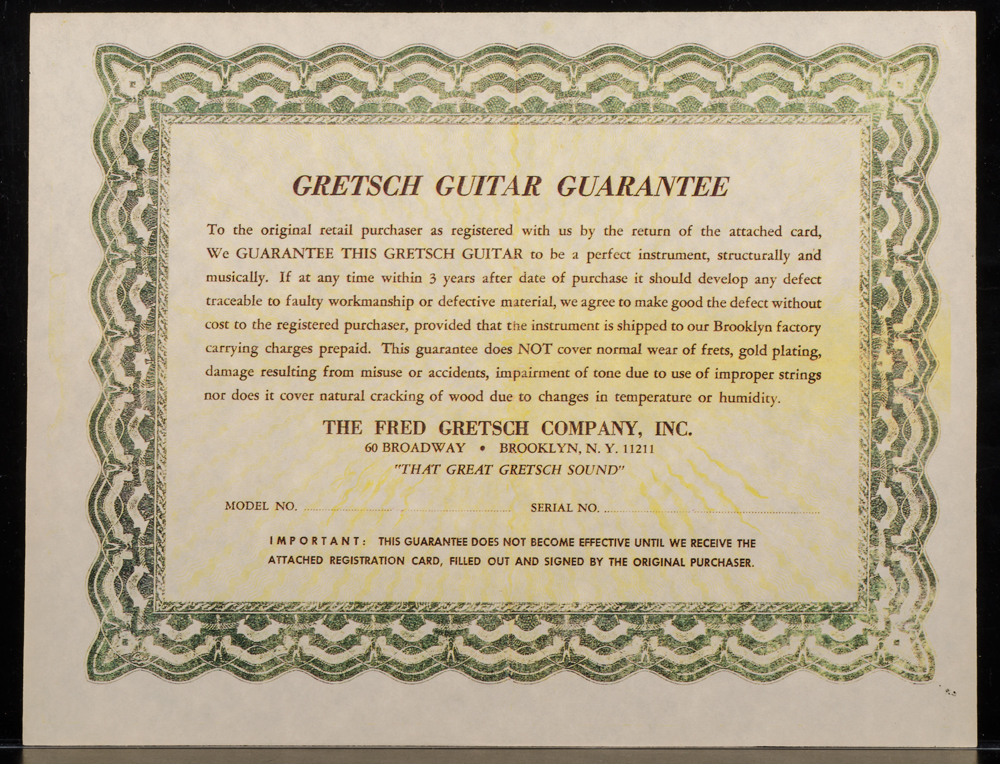 GRETSCH GUITAR GUARANTEE
To the original retail purchaser as registered with us by the return of the attached card,
We GUARANTEE THIS GRETSCH GUITAR to be a perfect instrument, structurally and
musically. If at any time within 3 years after date of purchase it should develop any defect
traceable to faulty workmanship or defective material, we agree to make good the defect without
cost to the registered purchaser, provided that the instrument is shipped to our Brooklyn factory
carrying charges prepaid. This guarantee does NOT cover normal wear of frets, gold plating,
damage resulting from misuse or accidents, impairment of tone due to use of improper strings
nor does it cover natural cracking of wood due to changes in temperature or humidity.
THE FRED GRETSCH COMPANY, INC.
60 BROADWAY • BROOKLYN, N. Y. 11211
"THAT GREAT GRETSCH SOUND"
MODEL NO. SERIAL NO.
IMPORTANT: THIS GUARANTEE DOES NOT BECOME EFFECTIVE UNTIL WE RECEIVE THE
ATTACHED REGISTRATION CARD, FILLED OUT AND SIGNED BY THE ORIGINAL PURCHASER.